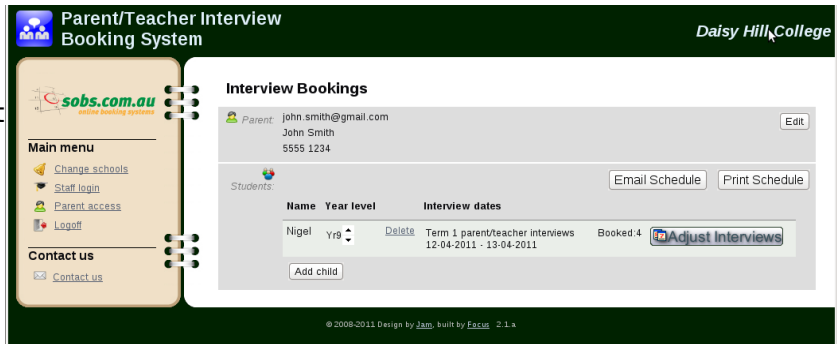 Parent/Teacher Interview
Booking System
Daisy Hill College
sobs.com.au
online booking systems
Main menu
Change schools
Staff login
Parent access
Logoff
Contact us
Contact us
Interview Bookings
Parent: john.smith@gmail.com
John Smith
5555 1234
Edit
Students:
Email Schedule Print Schedule
Name Year level Interview dates
Nigel Yr9 Delete Term 1 parent/teacher interviews Booked:4 Adjust Interviews
12-04-2011 - 13-04-2011
Add child
© 2008-2011 Design by Jam, built by Focus 2.1.a